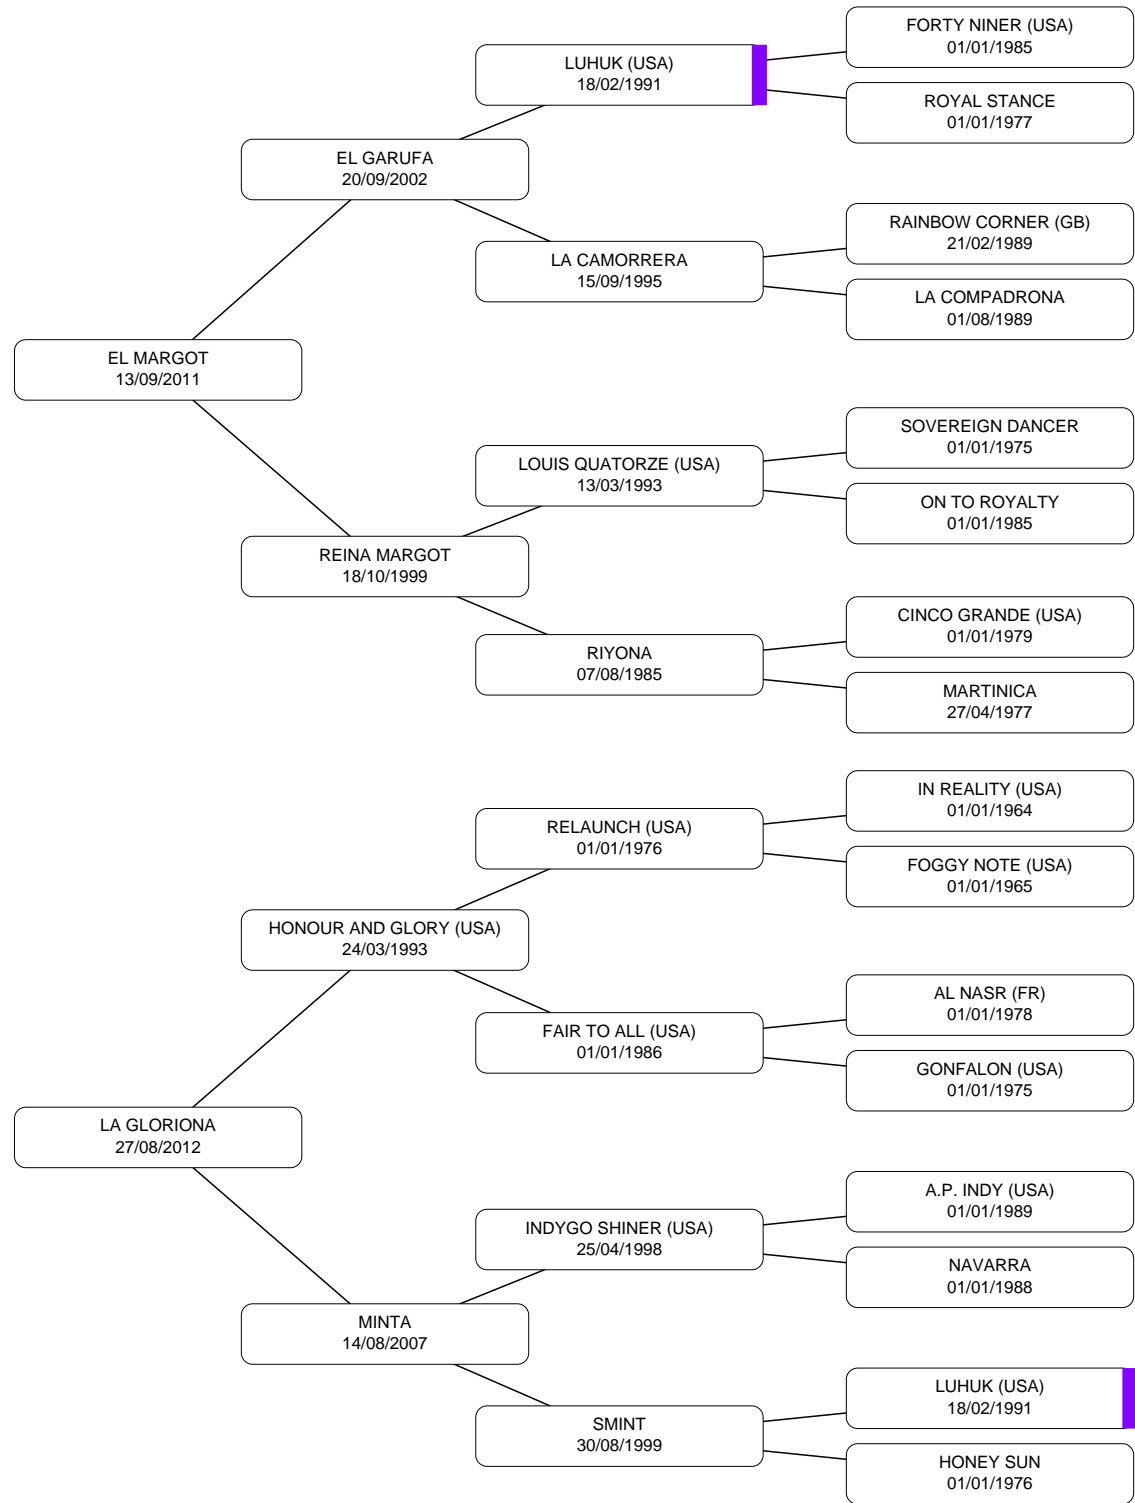 FORTY NINER (USA)
01/01/1985
LUHUK (USA)
18/02/1991
ROYAL STANCE
01/01/1977
EL GARUFA
20/09/2002
RAINBOW CORNER (GB)
21/02/1989
LA CAMORRERA
15/09/1995
LA COMPADRONA
01/08/1989
EL MARGOT
13/09/2011
SOVEREIGN DANCER
01/01/1975
LOUIS QUATORZE (USA)
13/03/1993
ON TO ROYALTY
01/01/1985
REINA MARGOT
18/10/1999
CINCO GRANDE (USA)
01/01/1979
RIYONA
07/08/1985
MARTINICA
27/04/1977
IN REALITY (USA)
01/01/1964
RELAUNCH (USA)
01/01/1976
FOGGY NOTE (USA)
01/01/1965
HONOUR AND GLORY (USA)
24/03/1993
AL NASR (FR)
01/01/1978
FAIR TO ALL (USA)
01/01/1986
GONFALON (USA)
01/01/1975
LA GLORIONA
27/08/2012
A.P. INDY (USA)
01/01/1989
INDYGO SHINER (USA)
25/04/1998
NAVARRA
01/01/1988
MINTA
14/08/2007
LUHUK (USA)
18/02/1991
SMINT
30/08/1999
HONEY SUN
01/01/1976